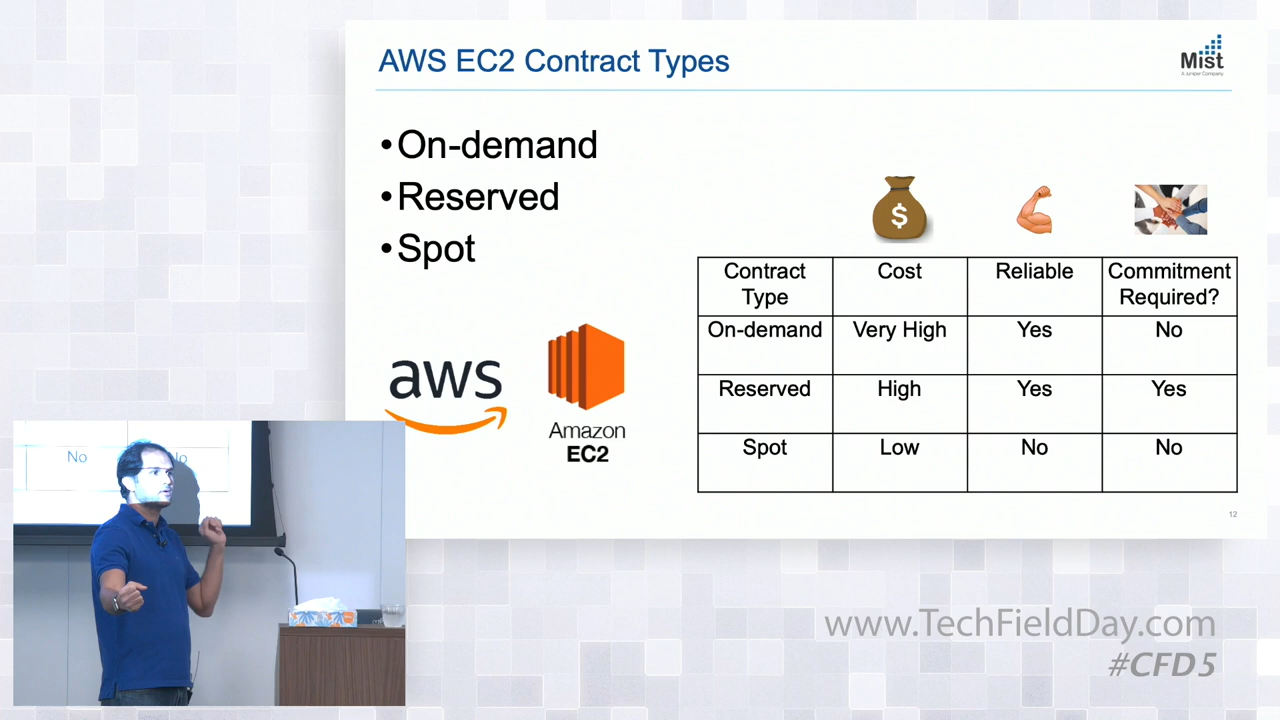 AWS EC2 Contract Types
Mist
A Juniper Company
•On-demand
•Reserved
•Spot
$
Contract Type Cost Reliable Commitment Required?
On-demand Very High Yes No
Reserved High Yes Yes
Spot Low No No
aws
Amazon
EC2
12
No No
www.TechFieldDay.com
#CFD5